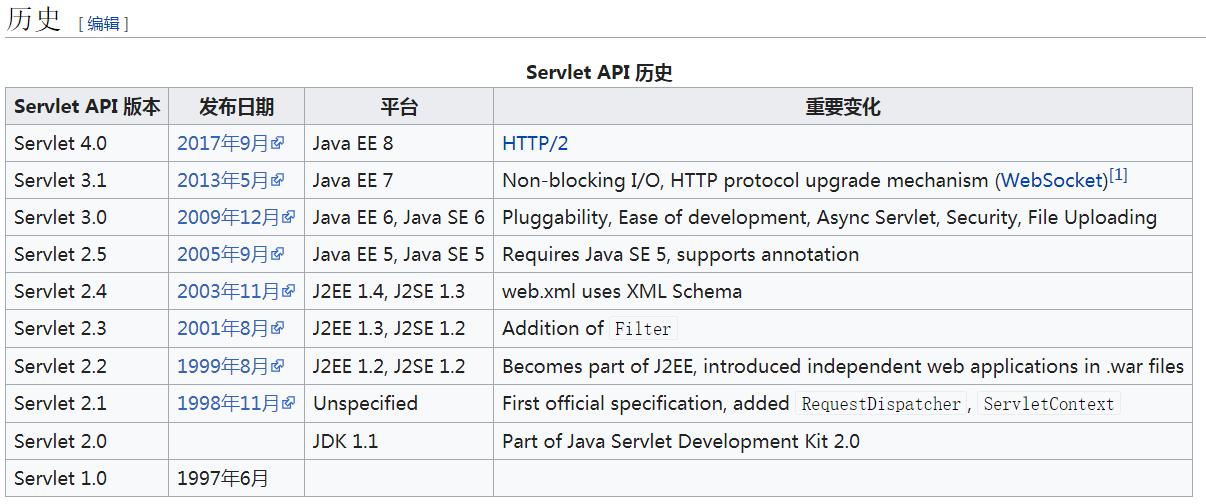 历史 [ 编辑 ]
Servlet API 历史
Servlet API 版本 发布日期 平台 重要变化
Servlet 4.0 2017年9月 Java EE 8 HTTP/2
Servlet 3.1 2013年5月 Java EE 7 Non-blocking I/O, HTTP protocol upgrade mechanism (WebSocket)[1]
Servlet 3.0 2009年12月 Java EE 6, Java SE 6 Pluggability, Ease of development, Async Servlet, Security, File Uploading
Servlet 2.5 2005年9月 Java EE 5, Java SE 5 Requires Java SE 5, supports annotation
Servlet 2.4 2003年11月 J2EE 1.4, J2SE 1.3 web.xml uses XML Schema
Servlet 2.3 2001年8月 J2EE 1.3, J2SE 1.2 Addition of Filter
Servlet 2.2 1999年8月 J2EE 1.2, J2SE 1.2 Becomes part of J2EE, introduced independent web applications in .war files
Servlet 2.1 1998年11月 Unspecified First official specification, added RequestDispatcher, ServletContext
Servlet 2.0 JDK 1.1 Part of Java Servlet Development Kit 2.0
Servlet 1.0 1997年6月